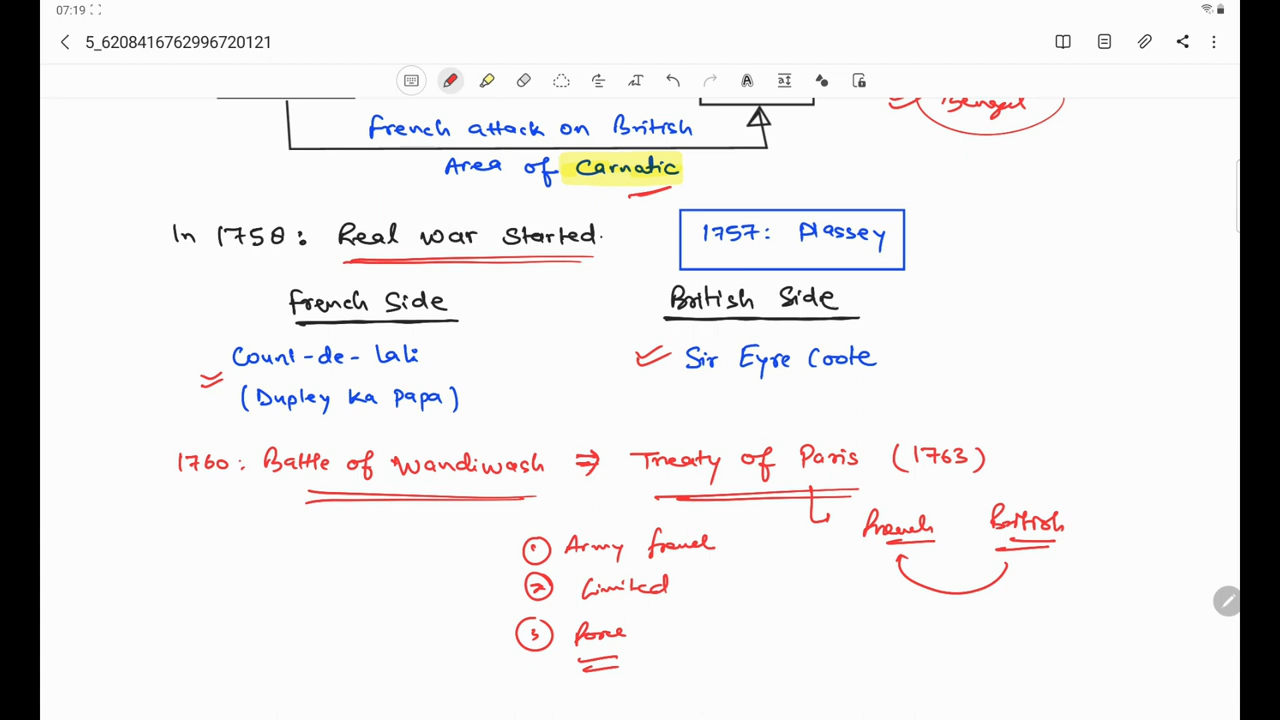 07:19
5_6208416762996720121
Bengal
French attack on British
Area of Carnatic
In 1758: Real war started.
1757: Plassey
French Side
British Side
Count-de-lali
(Dupley ka papa)
Sir Eyre Coote
1760: Battle of Wandiwash ⇒ Treaty of Paris (1763)
French British
① Army
② Limited
③